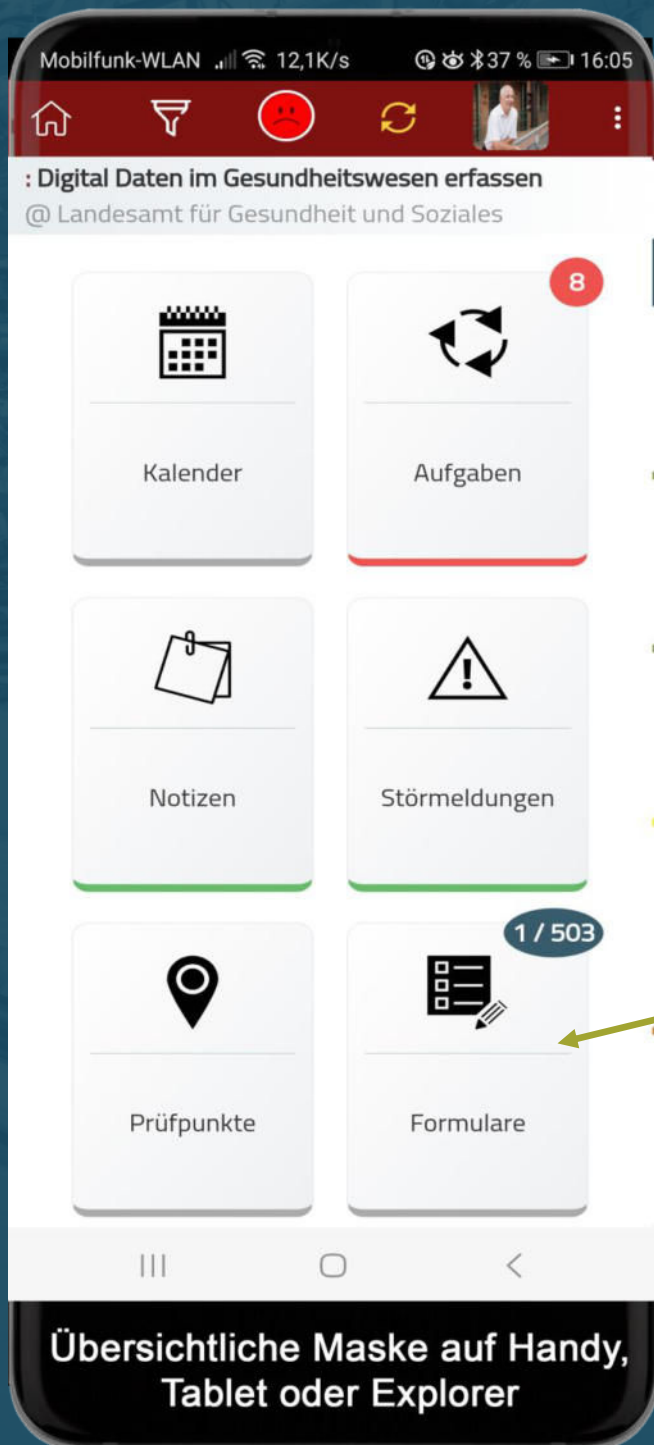 Mobilfunk-WLAN 12,1K/s 37 % 16:05
: Digital Daten im Gesundheitswesen erfassen
@ Landesamt für Gesundheit und Soziales
8
Kalender Aufgaben
Notizen Störmeldungen
1 / 503
Prüfpunkte Formulare
Übersichtliche Maske auf Handy,
Tablet oder Explorer